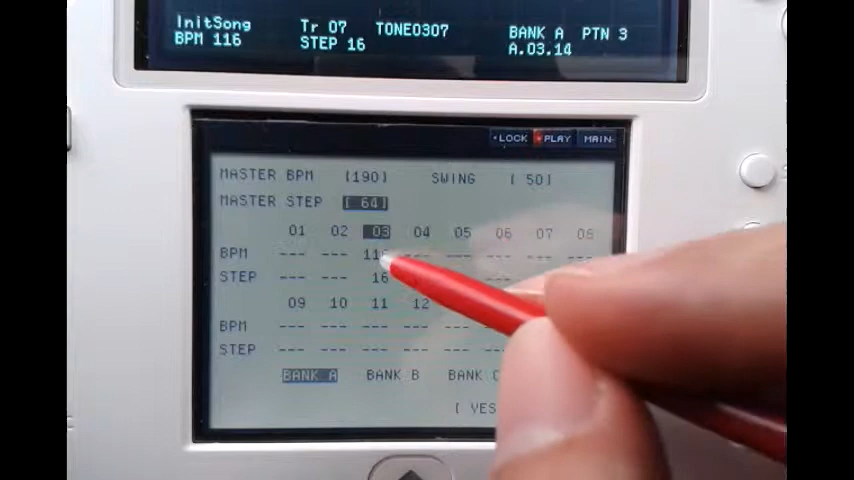 InitSong Tr 07 TONE0307 BANK A PTN 3
BPM 116 STEP 16 A.03.14
LOCK PLAY MAIN
MASTER BPM [190] SWING [ 50]
MASTER STEP [ 64]
01 02 03 04 05 06 07 08
BPM --- --- 116 --- --- --- ---
STEP --- --- 16 ---
09 10 11 12
BPM --- --- --- --- ---
STEP --- --- --- --- ---
BANK A BANK B BANK C
[ YES